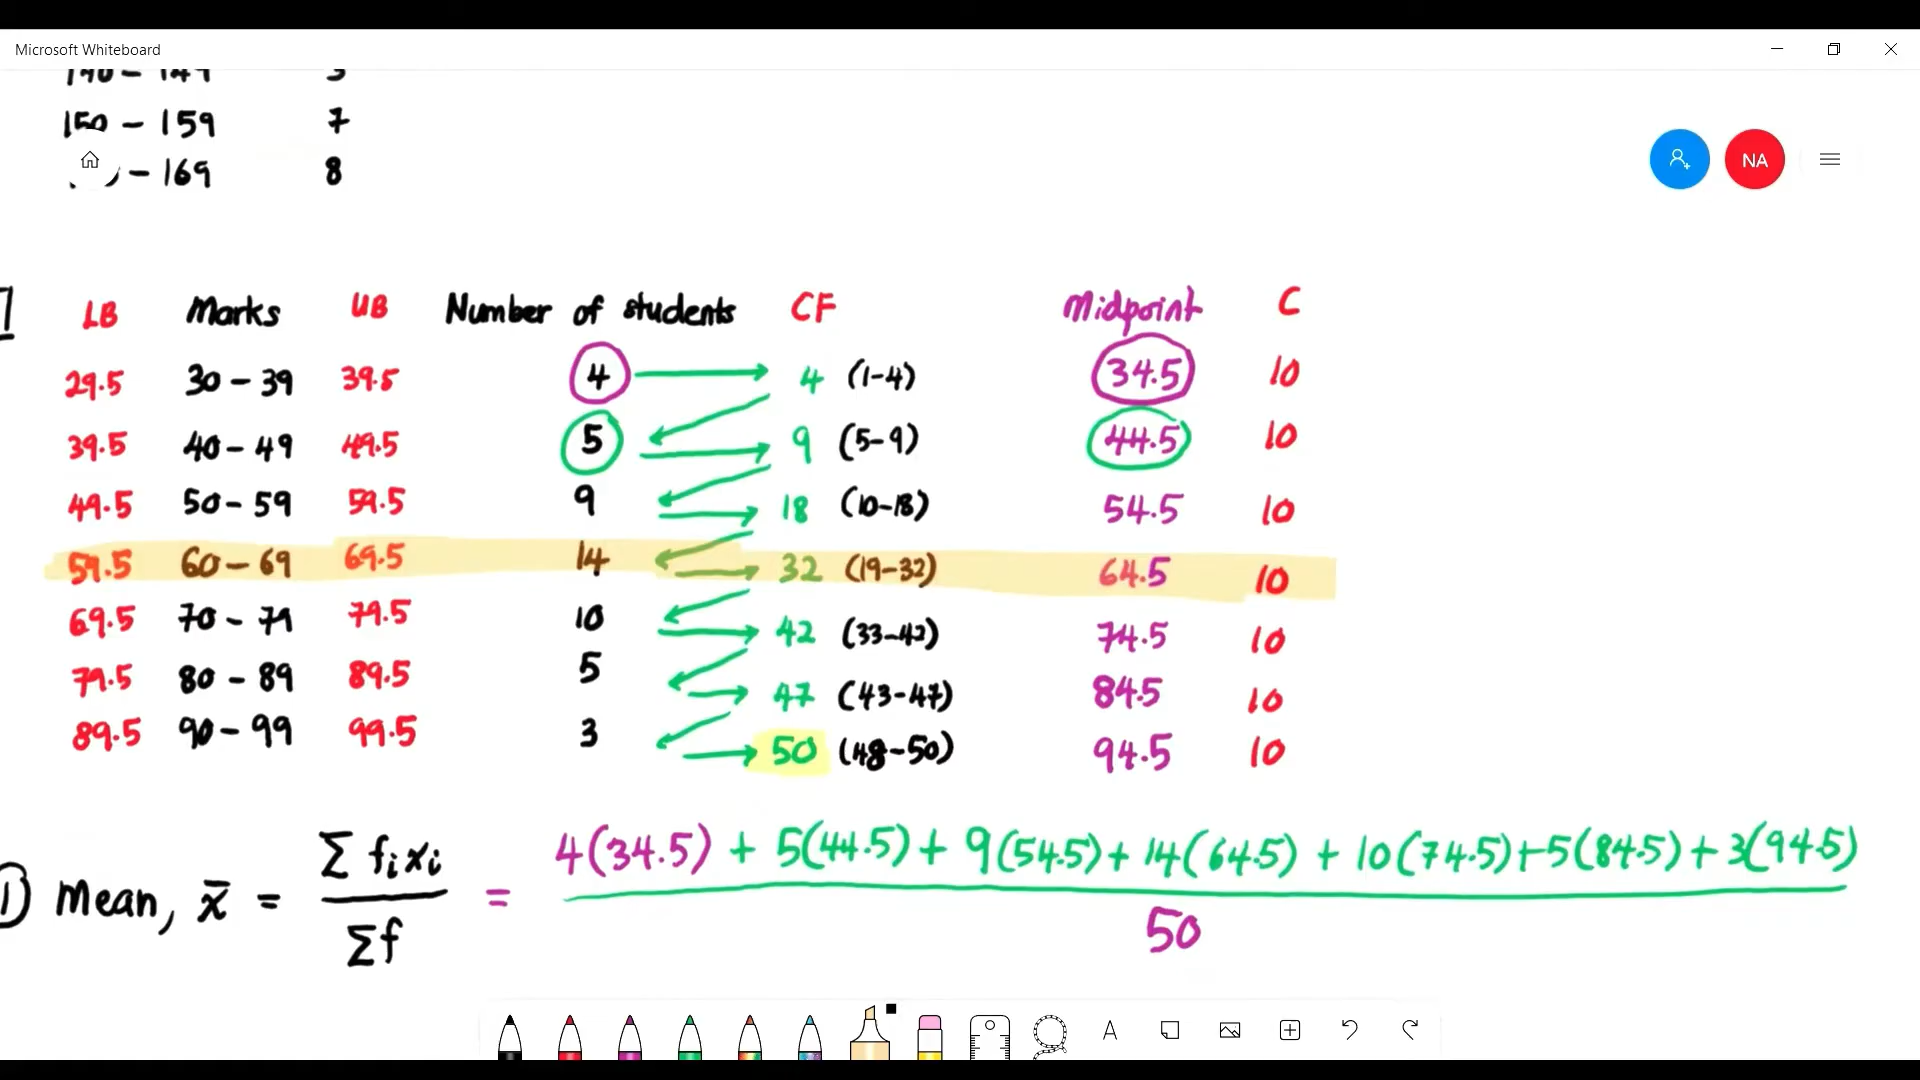 Microsoft Whiteboard
140 – 149 3
150 – 159 7
– 169 8
NA
LB Marks UB Number of students CF Midpoint C
29.5 30 – 39 39.5 4 4 (1–4) 34.5 10
39.5 40 – 49 49.5 5 9 (5–9) 44.5 10
49.5 50 – 59 59.5 9 18 (10–18) 54.5 10
59.5 60 – 69 69.5 14 32 (19–32) 64.5 10
69.5 70 – 79 79.5 10 42 (33–42) 74.5 10
79.5 80 – 89 89.5 5 47 (43–47) 84.5 10
89.5 90 – 99 99.5 3 50 (48–50) 94.5 10
1) Mean, x̄ = Σ fᵢxᵢ / Σf = 4(34.5) + 5(44.5) + 9(54.5) + 14(64.5) + 10(74.5) + 5(84.5) + 3(94.5) / 50